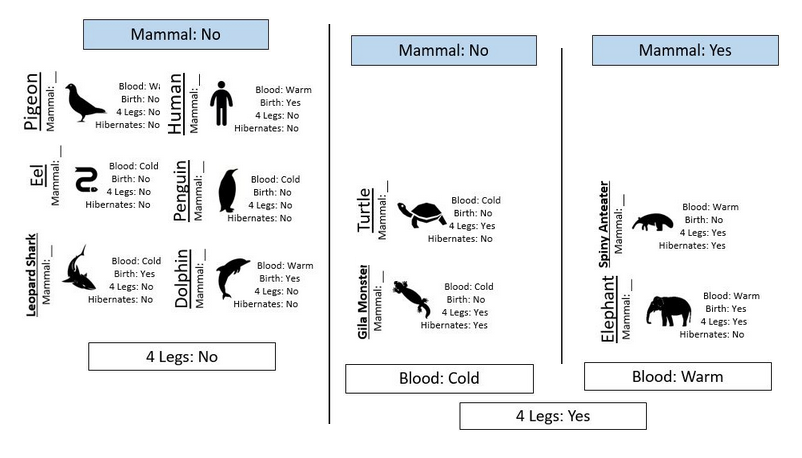 Mammal: No
Pigeon
Mammal: __
Blood: Wa
Birth: No
4 Legs: No
Hibernates: No
Human
Mammal: __
Blood: Warm
Birth: Yes
4 Legs: No
Hibernates: No
Eel
Mammal: __
Blood: Cold
Birth: No
4 Legs: No
Hibernates: No
Penguin
Mammal: __
Blood: Cold
Birth: No
4 Legs: No
Hibernates: No
Leopard Shark
Mammal: __
Blood: Cold
Birth: Yes
4 Legs: No
Hibernates: No
Dolphin
Mammal: __
Blood: Warm
Birth: Yes
4 Legs: No
Hibernates: No
4 Legs: No
Mammal: No
Turtle
Mammal: __
Blood: Cold
Birth: No
4 Legs: Yes
Hibernates: No
Gila Monster
Mammal: __
Blood: Cold
Birth: No
4 Legs: Yes
Hibernates: Yes
Blood: Cold
Mammal: Yes
Spiny Anteater
Mammal: __
Blood: Warm
Birth: No
4 Legs: Yes
Hibernates: Yes
Elephant
Mammal: __
Blood: Warm
Birth: Yes
4 Legs: Yes
Hibernates: No
Blood: Warm
4 Legs: Yes